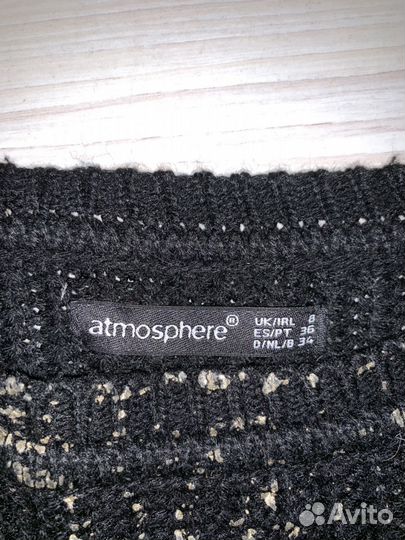 atmosphere®
UK/IRL 8
ES/PT 36
D/NL/B 34
Avito